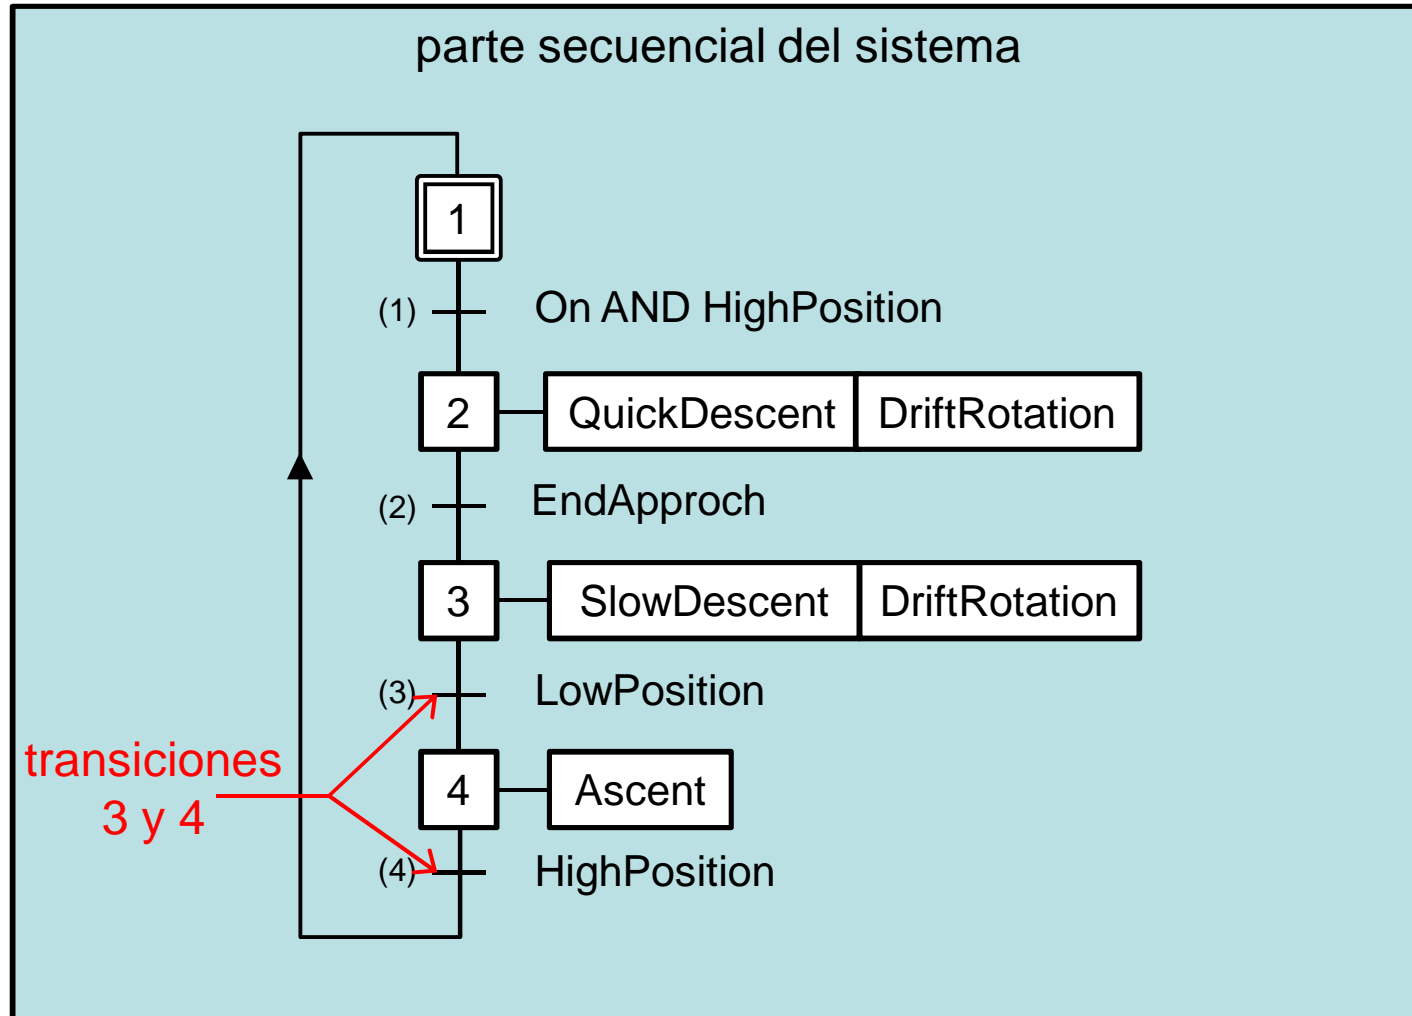 parte secuencial del sistema
1
(1) On AND HighPosition
2 QuickDescent DriftRotation
(2) EndApproch
3 SlowDescent DriftRotation
(3) LowPosition
transiciones
3 y 4
4 Ascent
(4) HighPosition